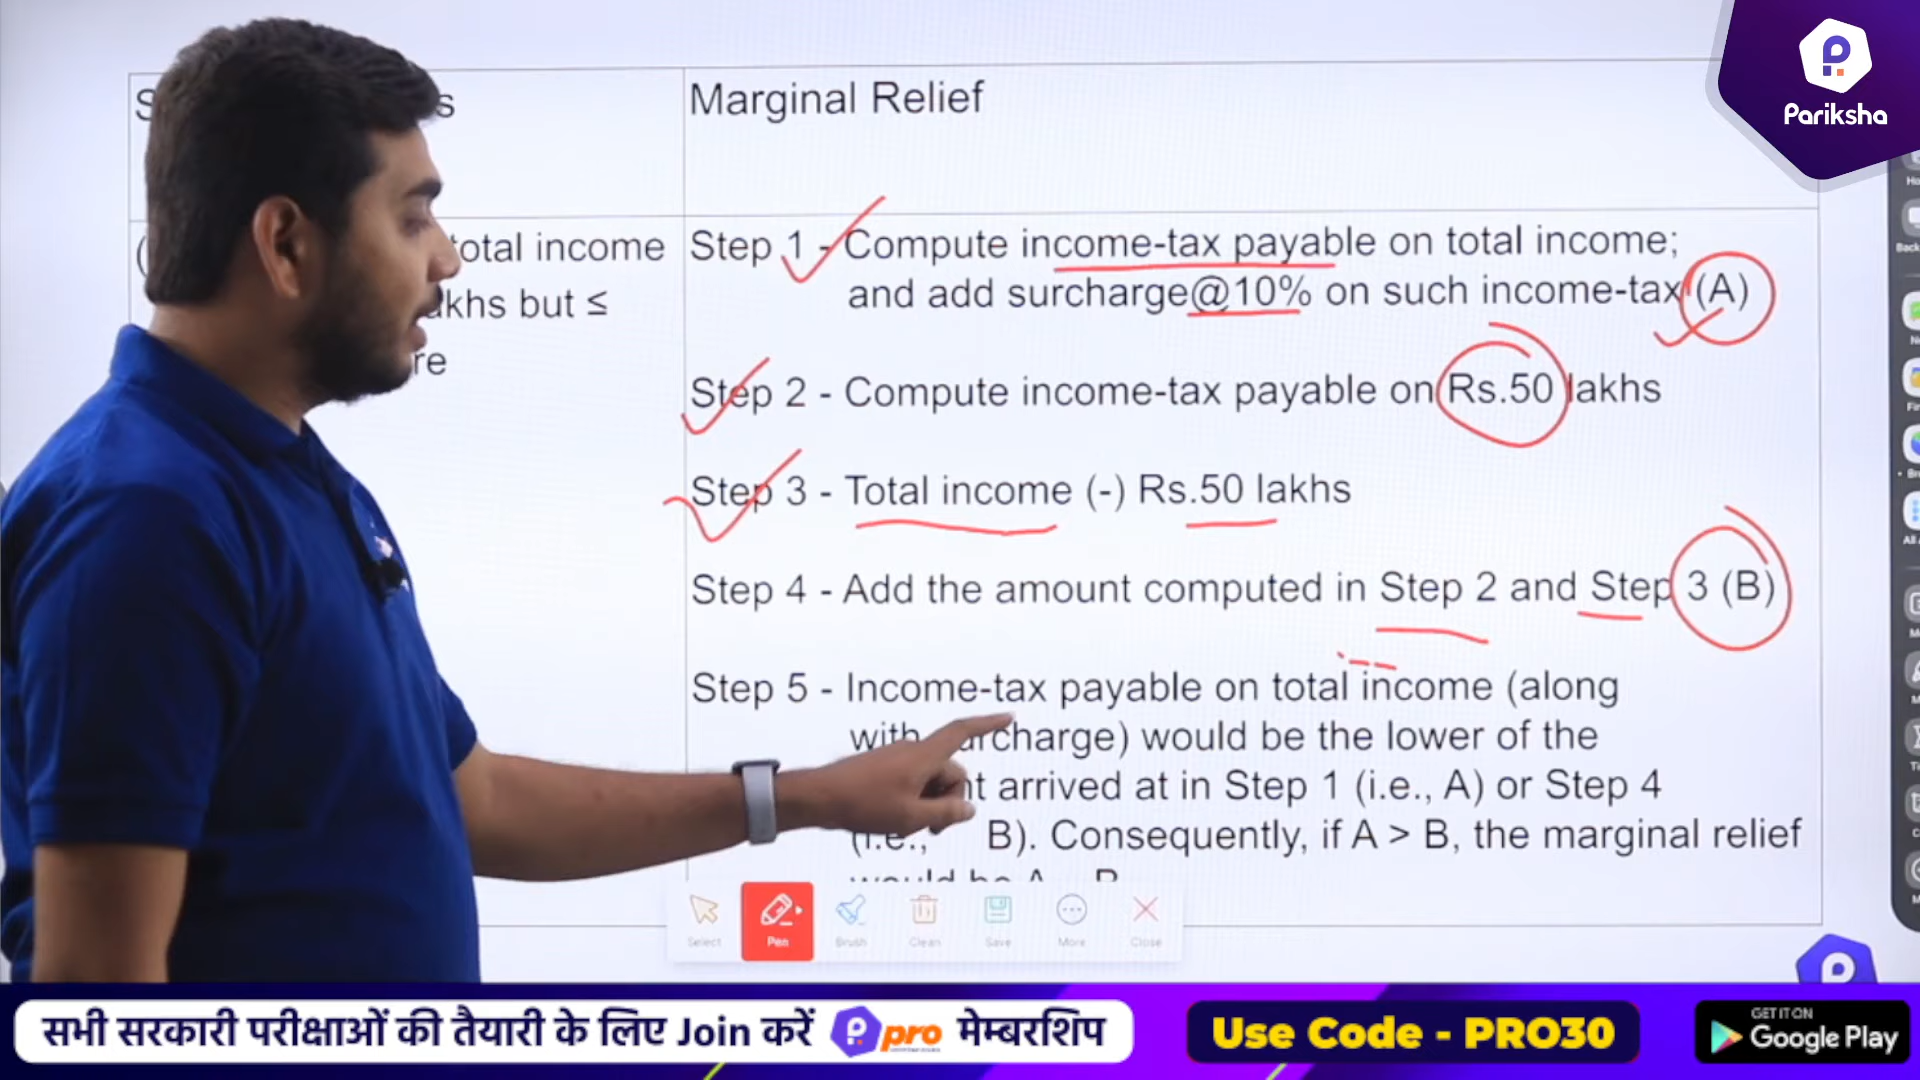 Pariksha
Marginal Relief
total income
but ≤
Step 1 - Compute income-tax payable on total income;
and add surcharge@10% on such income-tax (A)
Step 2 - Compute income-tax payable on Rs.50 lakhs
Step 3 - Total income (-) Rs.50 lakhs
Step 4 - Add the amount computed in Step 2 and Step 3 (B)
Step 5 - Income-tax payable on total income (along
would be the lower of the
arrived at in Step 1 (i.e., A) or Step 4
(i.e., B). Consequently, if A > B, the marginal relief
Select Pen Brush Clean Save More Close
सभी सरकारी परीक्षाओं की तैयारी के लिए Join करें pro मेम्बरशिप
Use Code - PRO30
GET IT ON
Google Play